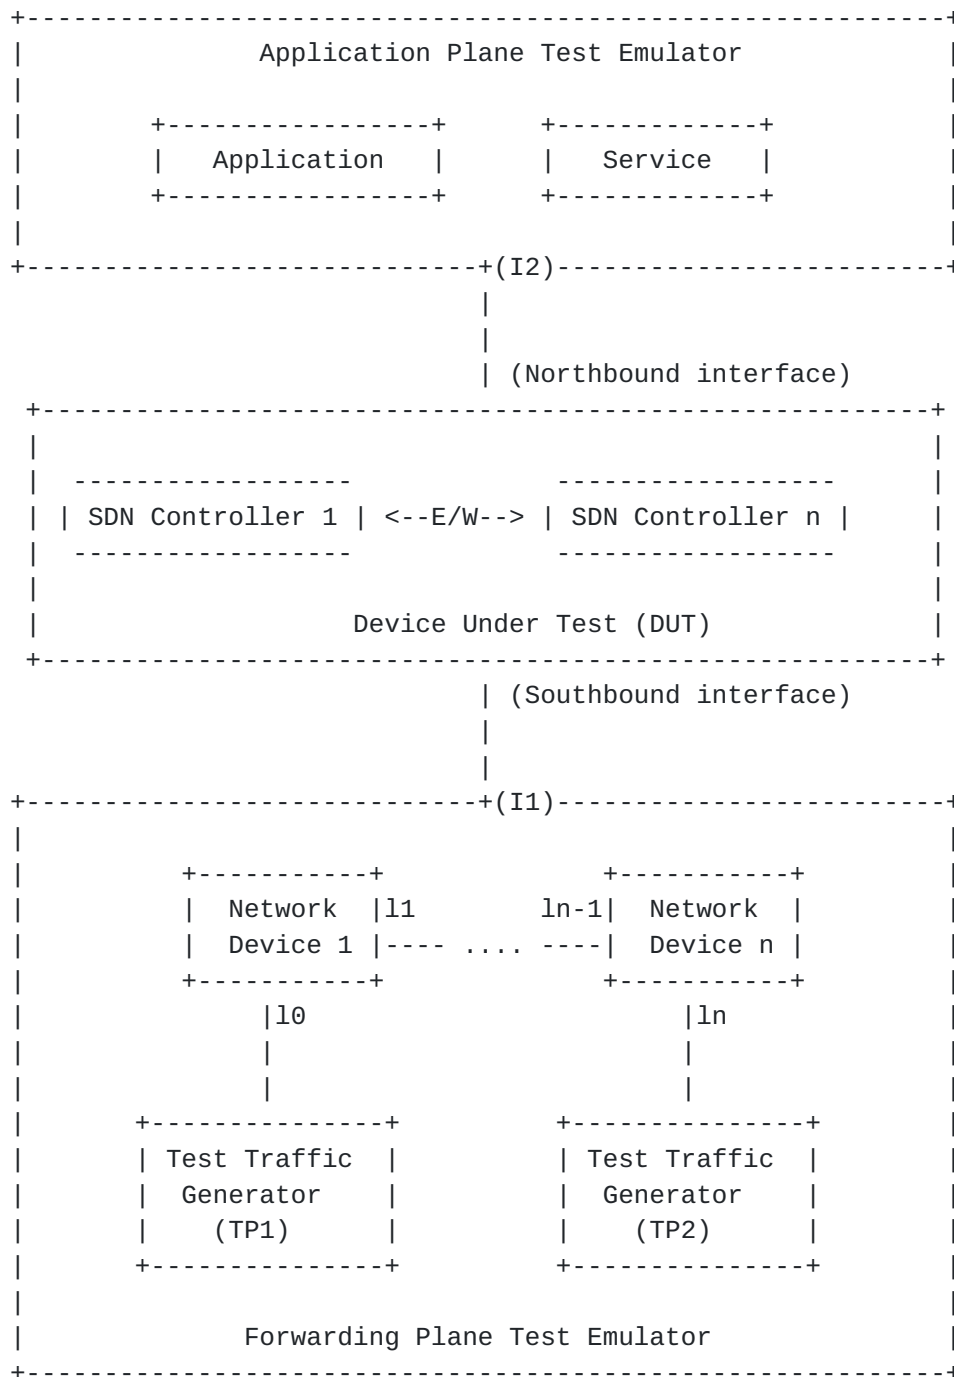 Application Plane Test Emulator
Application Service
(I2)
(Northbound interface)
SDN Controller 1 <--E/W--> SDN Controller n
Device Under Test (DUT)
(Southbound interface)
(I1)
Network l1 ln-1 Network
Device 1 .... Device n
l0 ln
Test Traffic Test Traffic
Generator Generator
(TP1) (TP2)
Forwarding Plane Test Emulator